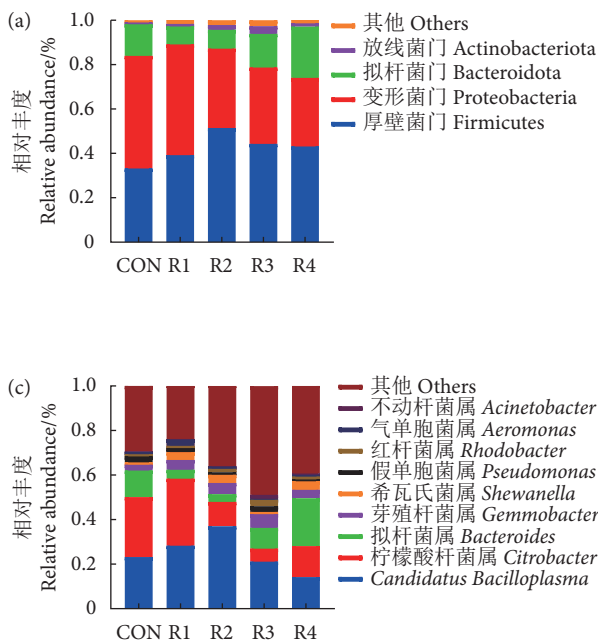 (a)
相对丰度
Relative abundance/%
1.0
0.8
0.6
0.4
0.2
0
CON R1 R2 R3 R4
其他 Others
放线菌门 Actinobacteriota
拟杆菌门 Bacteroidota
变形菌门 Proteobacteria
厚壁菌门 Firmicutes
(c)
相对丰度
Relative abundance/%
1.0
0.8
0.6
0.4
0.2
0
CON R1 R2 R3 R4
其他 Others
不动杆菌属 Acinetobacter
气单胞菌属 Aeromonas
红杆菌属 Rhodobacter
假单胞菌属 Pseudomonas
希瓦氏菌属 Shewanella
芽殖杆菌属 Gemmobacter
拟杆菌属 Bacteroides
柠檬酸杆菌属 Citrobacter
Candidatus Bacilloplasma